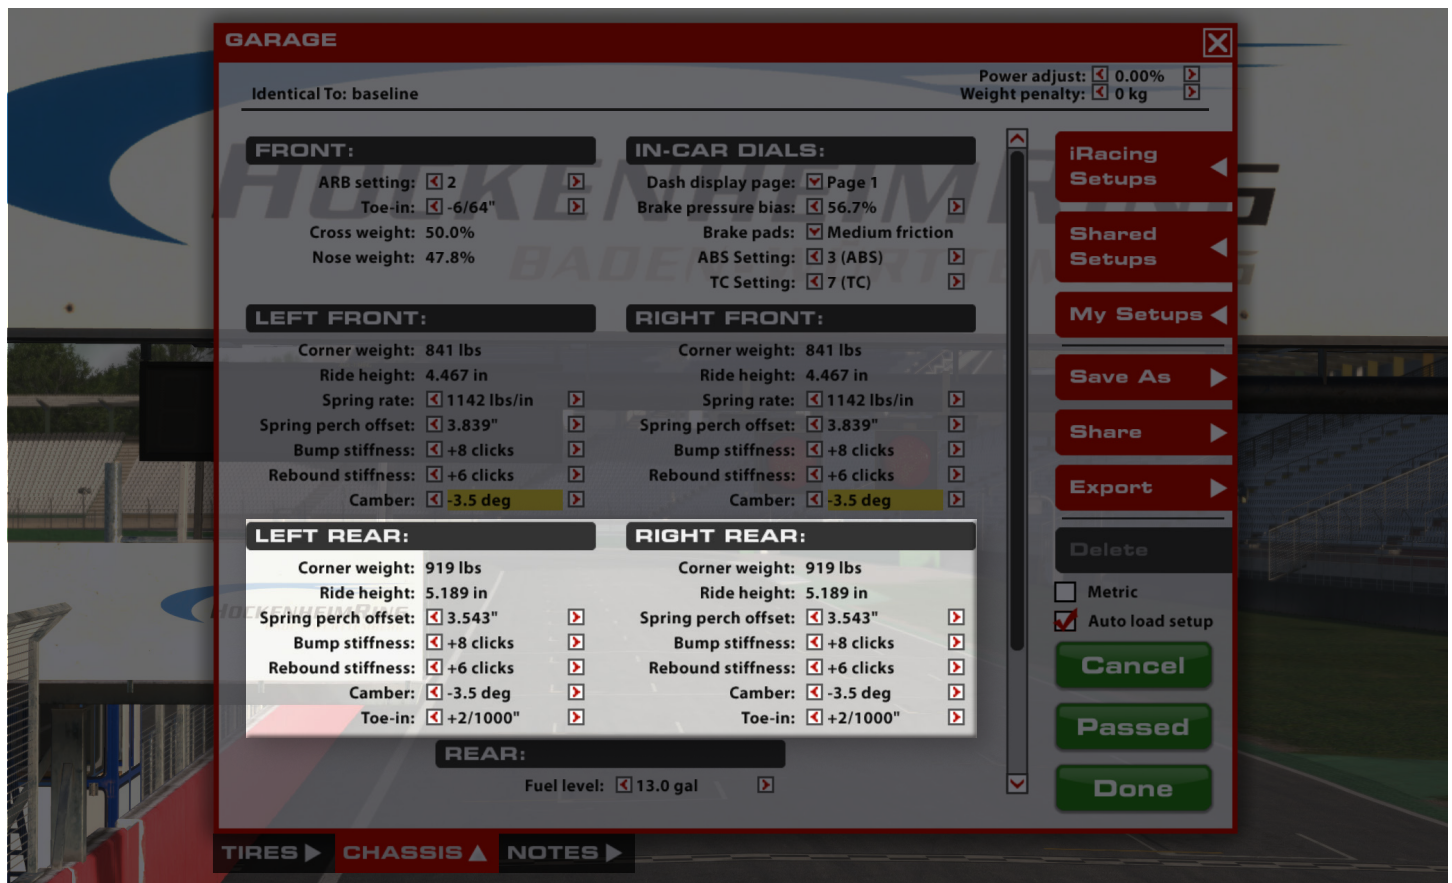 GARAGE
Power adjust: 0.00%
Identical To: baseline
Weight penalty: 0 kg
FRONT:
ARB setting: 2
Toe-in: -6/64"
Cross weight: 50.0%
Nose weight: 47.8%
IN-CAR DIALS:
Dash display page: Page 1
Brake pressure bias: 56.7%
Brake pads: Medium friction
ABS Setting: 3 (ABS)
TC Setting: 7 (TC)
LEFT FRONT:
Corner weight: 841 lbs
Ride height: 4.467 in
Spring rate: 1142 lbs/in
Spring perch offset: 3.839"
Bump stiffness: +8 clicks
Rebound stiffness: +6 clicks
Camber: -3.5 deg
RIGHT FRONT:
Corner weight: 841 lbs
Ride height: 4.467 in
Spring rate: 1142 lbs/in
Spring perch offset: 3.839"
Bump stiffness: +8 clicks
Rebound stiffness: +6 clicks
Camber: -3.5 deg
LEFT REAR:
Corner weight: 919 lbs
Ride height: 5.189 in
Spring perch offset: 3.543"
Bump stiffness: +8 clicks
Rebound stiffness: +6 clicks
Camber: -3.5 deg
Toe-in: +2/1000"
RIGHT REAR:
Corner weight: 919 lbs
Ride height: 5.189 in
Spring perch offset: 3.543"
Bump stiffness: +8 clicks
Rebound stiffness: +6 clicks
Camber: -3.5 deg
Toe-in: +2/1000"
REAR:
Fuel level: 13.0 gal
iRacing
Setups
Shared
Setups
My Setups
Save As
Share
Export
Delete
Metric
Auto load setup
Cancel
Passed
Done
TIRES
CHASSIS
NOTES
HOCKENHEIMRING
BADEN-WÜRTTEMBERG
HOCKENHEIMRING